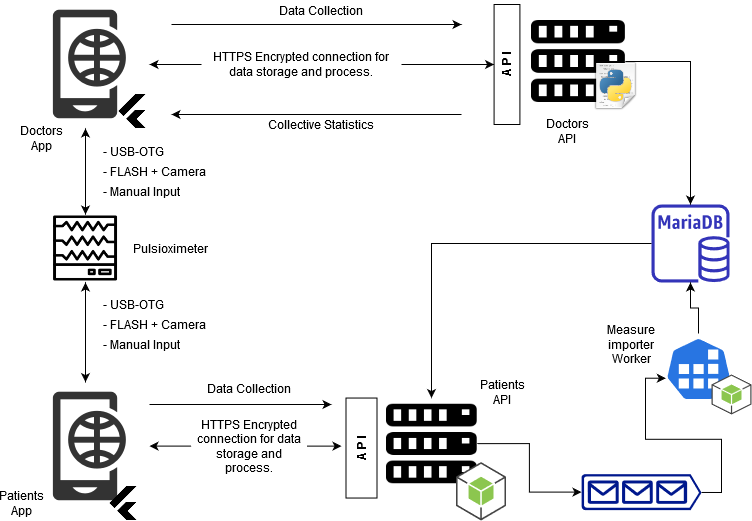 Data Collection
HTTPS Encrypted connection for
data storage and process.
Collective Statistics
API
Doctors
App
Doctors
API
- USB-OTG
- FLASH + Camera
- Manual Input
Pulsioximeter
MariaDB
- USB-OTG
- FLASH + Camera
- Manual Input
Measure
importer
Worker
Data Collection
HTTPS Encrypted
connection for data
storage and
process.
API
Patients
API
Patients
App